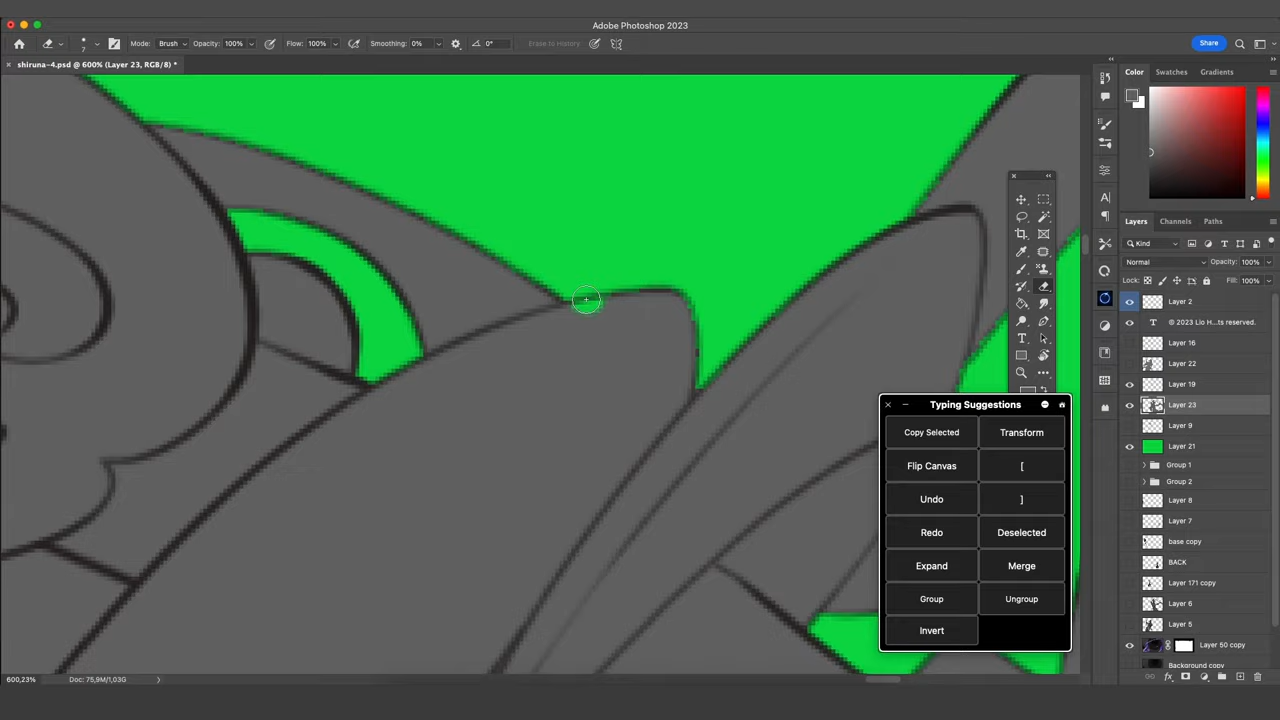 Adobe Photoshop 2023
Mode: Brush Opacity: 100% Flow: 100% Smoothing: 0% 0° Erase to History Share
shiruna-4.psd @ 600% (Layer 23, RGB/8) *
Color Swatches Gradients
Layers Channels Paths
Kind
Normal Opacity: 100%
Lock: Fill: 100%
Layer 2
© 2023 Lio H...ts reserved.
Layer 16
Layer 22
Layer 19
Layer 23
Layer 9
Layer 21
Group 1
Group 2
Layer 8
Layer 7
base copy
BACK
Layer 171 copy
Layer 6
Layer 5
Layer 50 copy
Background copy
Typing Suggestions
Copy Selected Transform
Flip Canvas [
Undo ]
Redo Deselected
Expand Merge
Group Ungroup
Invert
600,23% Doc: 75,9M/1,03G